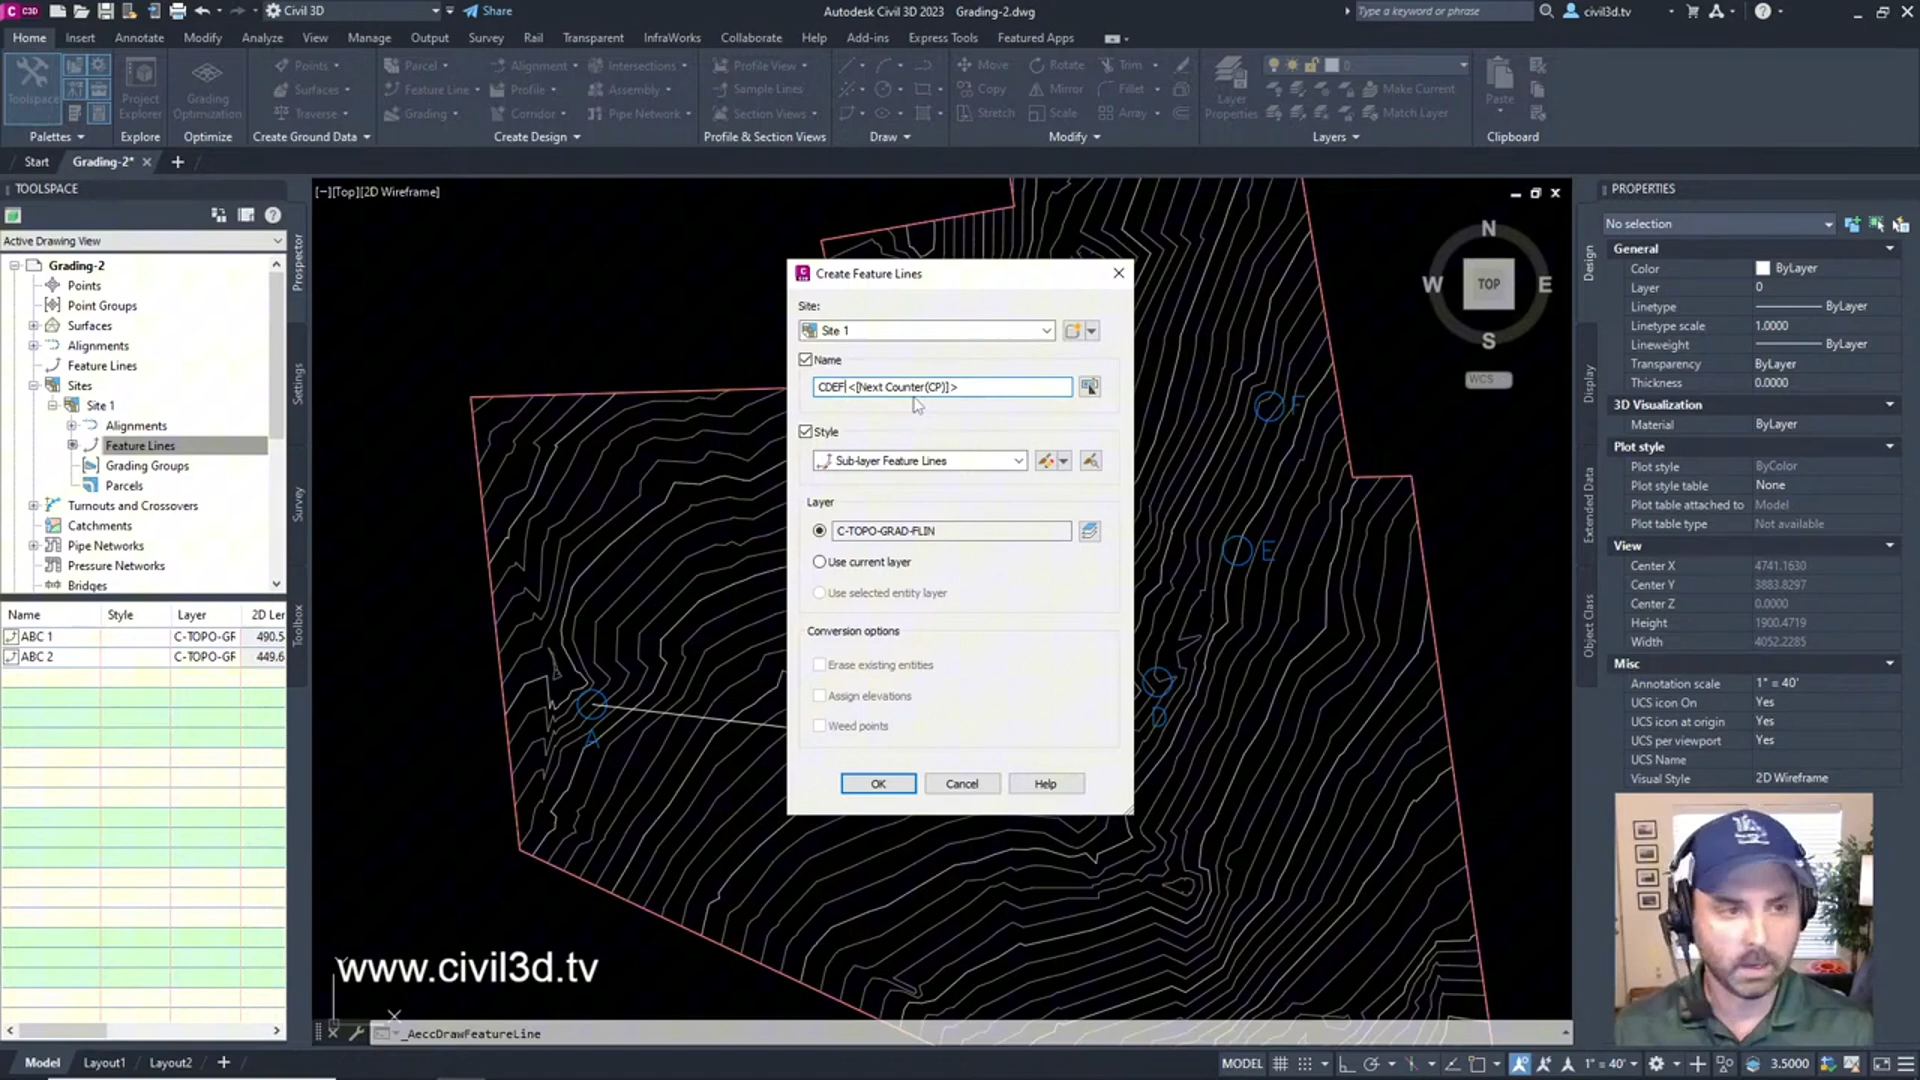 C3D Civil 3D Share Autodesk Civil 3D 2023 Grading-2.dwg Type a keyword or phrase civil3d.tv
Home Insert Annotate Modify Analyze View Manage Output Survey Rail Transparent InfraWorks Collaborate Help Add-ins Express Tools Featured Apps
Points Parcel Alignment Intersections Profile View Move Rotate Trim 0
Toolspace Project Explorer Grading Optimization Surfaces Feature Line Profile Assembly Sample Lines Copy Mirror Fillet Layer Properties Make Current Paste
Traverse Grading Corridor Pipe Network Section Views Stretch Scale Array Match Layer
Palettes Explore Optimize Create Ground Data Create Design Profile & Section Views Draw Modify Layers Clipboard
Start Grading-2*
TOOLSPACE
Active Drawing View
Grading-2
Points
Point Groups
Surfaces
Alignments
Feature Lines
Sites
Site 1
Alignments
Feature Lines
Grading Groups
Parcels
Turnouts and Crossovers
Catchments
Pipe Networks
Pressure Networks
Bridges
Name Style Layer 2D Ler
ABC 1 C-TOPO-GF 490.5
ABC 2 C-TOPO-GF 449.6
Prospector
Settings
Survey
Toolbox
[−][Top][2D Wireframe]
Create Feature Lines
Site:
Site 1
Name
CDEF <[Next Counter(CP)]>
Style
Sub-layer Feature Lines
Layer
C-TOPO-GRAD-FLIN
Use current layer
Use selected entity layer
Conversion options
Erase existing entities
Assign elevations
Weed points
OK Cancel Help
A
D
E
F
N
W TOP E
S
WCS
www.civil3d.tv
_AeccDrawFeatureLine
PROPERTIES
No selection
Design
Display
Extended Data
Object Class
General
Color ByLayer
Layer 0
Linetype ByLayer
Linetype scale 1.0000
Lineweight ByLayer
Transparency ByLayer
Thickness 0.0000
3D Visualization
Material ByLayer
Plot style
Plot style ByColor
Plot style table None
Plot table attached to Model
Plot table type Not available
View
Center X 4741.1630
Center Y 3883.8297
Center Z 0.0000
Height 1900.4719
Width 4052.2285
Misc
Annotation scale 1" = 40'
UCS icon On Yes
UCS icon at origin Yes
UCS per viewport Yes
UCS Name
Visual Style 2D Wireframe
Model Layout1 Layout2
MODEL 1" = 40' 3.5000